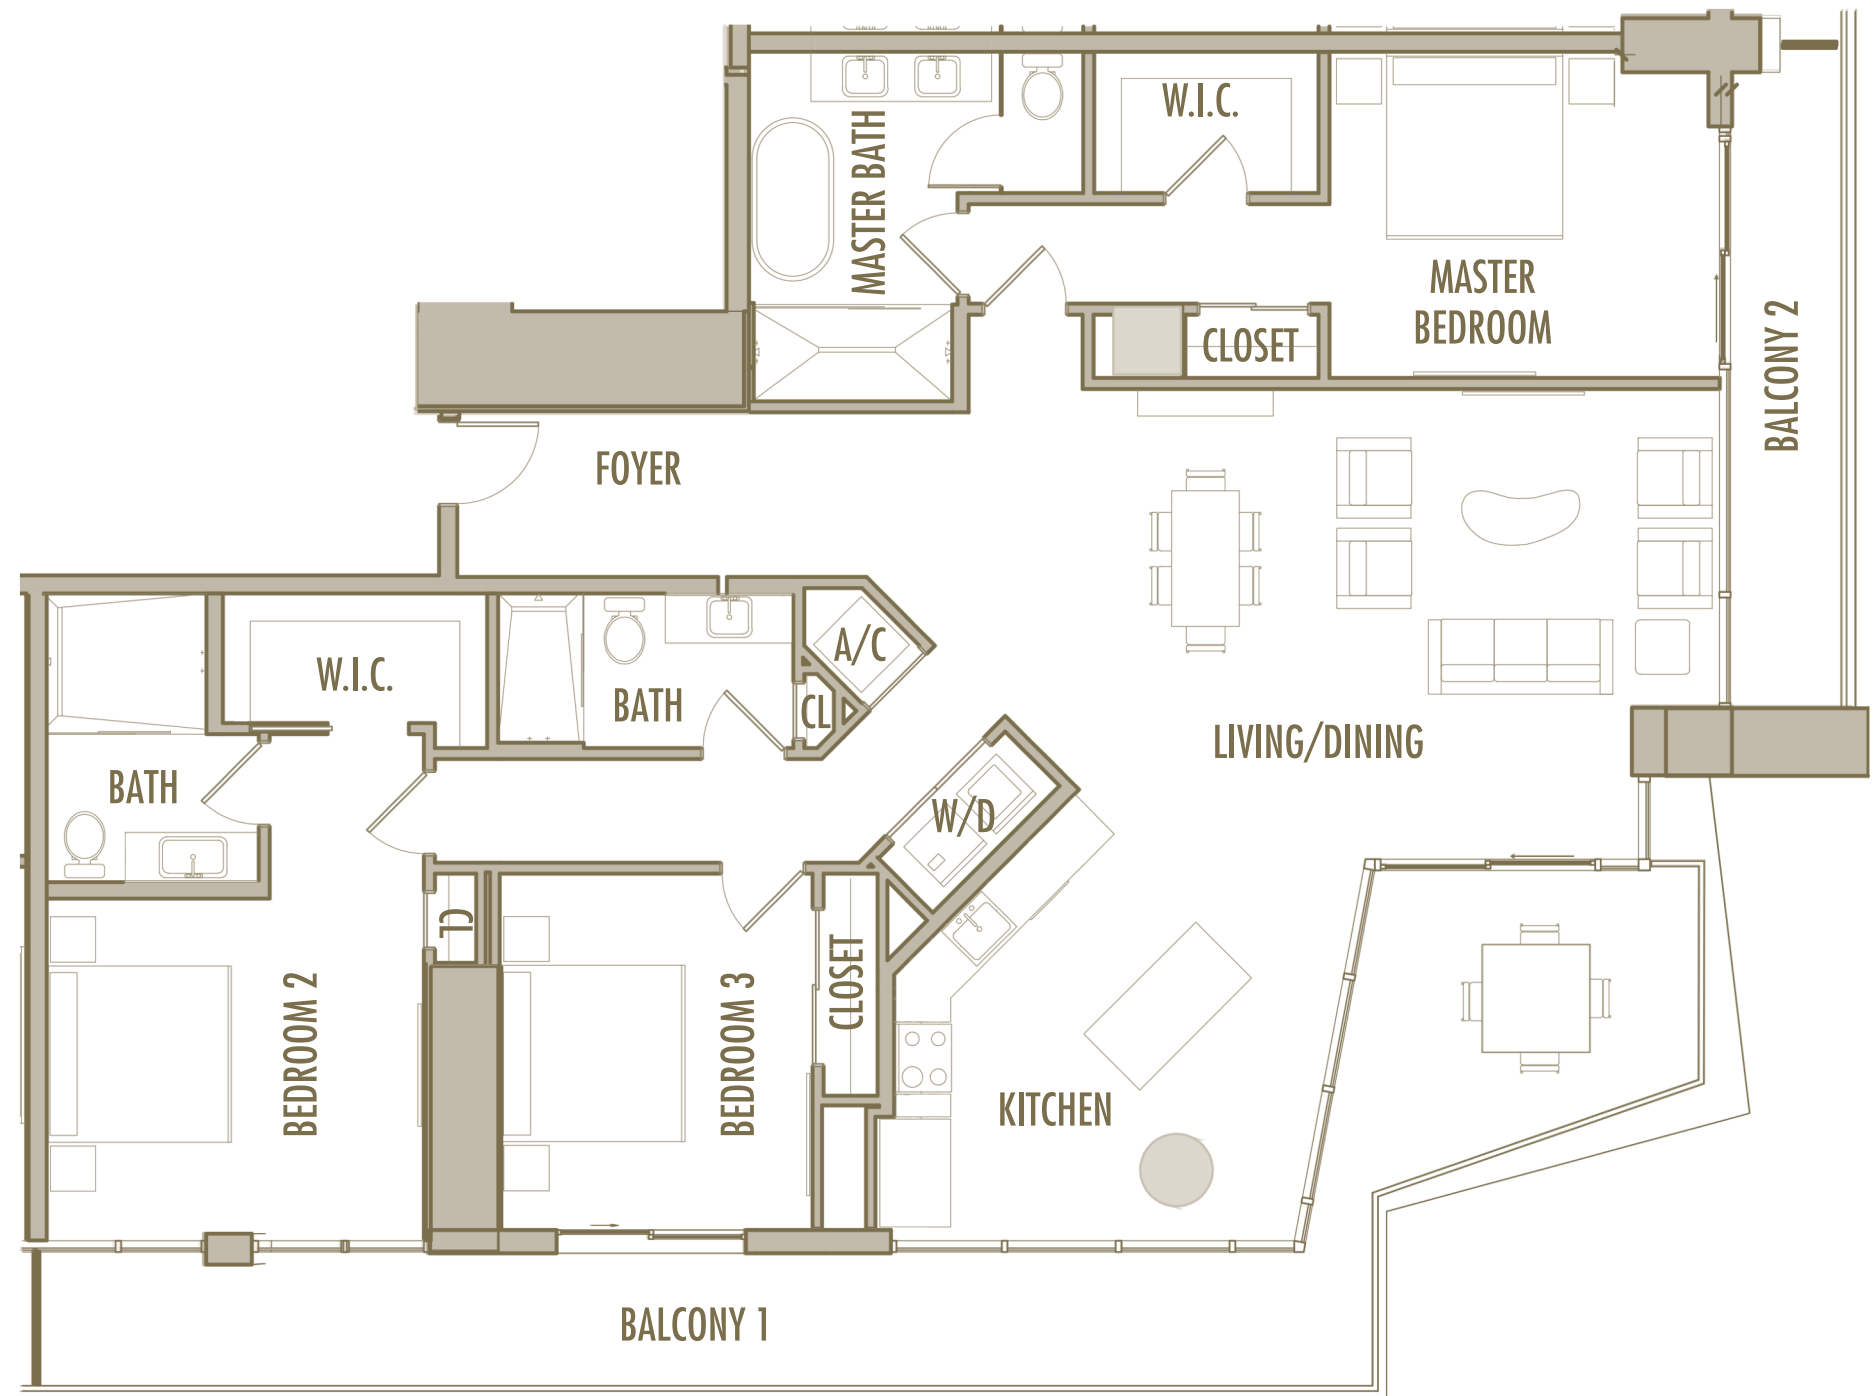 W.I.C.
MASTER BATH
MASTER
BEDROOM
CLOSET
BALCONY 2
FOYER
A/C
W.I.C.
BATH
CL
LIVING/DINING
BATH
W/D
CL
CLOSET
BEDROOM 2
BEDROOM 3
KITCHEN
BALCONY 1